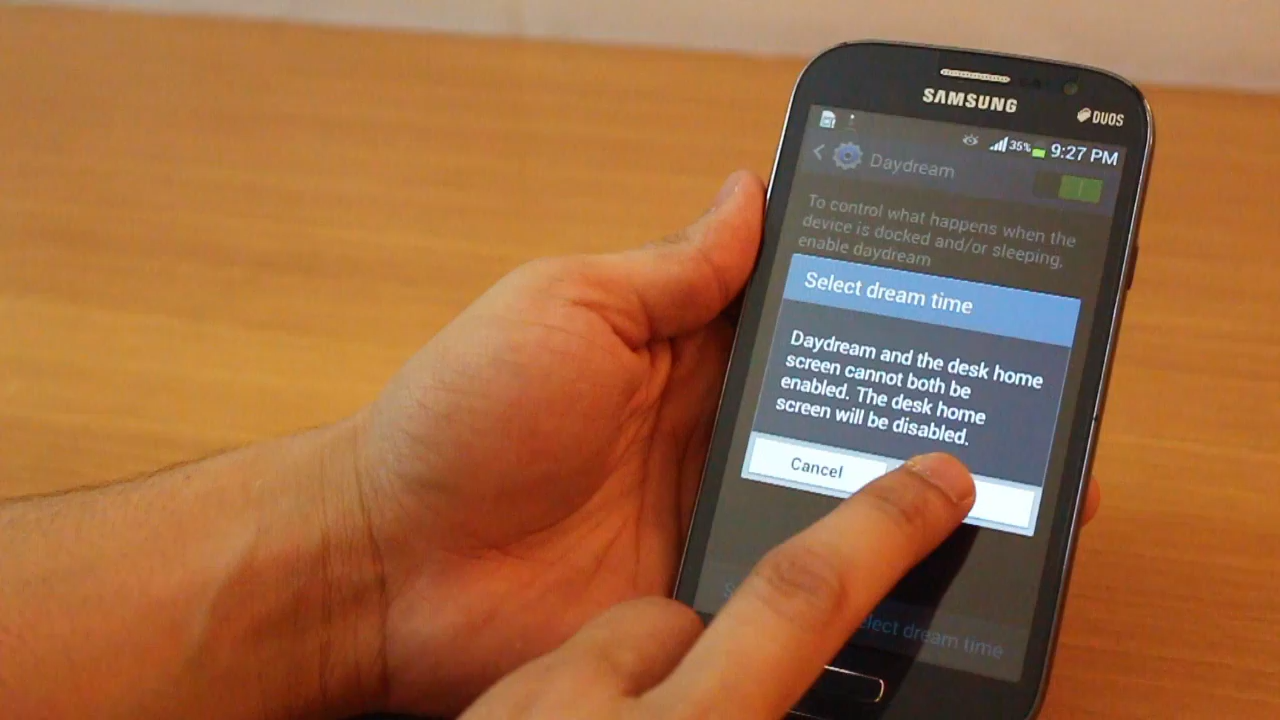 SAMSUNG
DUOS
35% 9:27 PM
Daydream
To control what happens when the
device is docked and/or sleeping,
enable daydream
Select dream time
Daydream and the desk home
screen cannot both be
enabled. The desk home
screen will be disabled.
Cancel
elect dream time